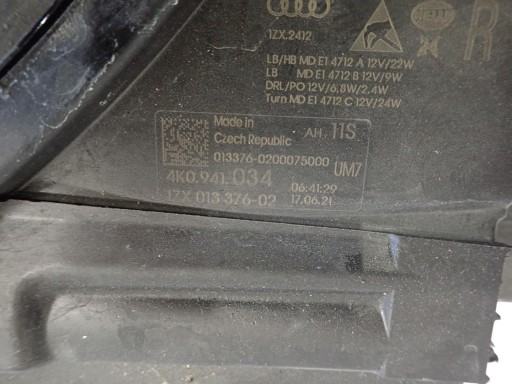 1ZX.2412
HELLA
R
LB/HB MD E1 4712 A 12V/22W
LB MD E1 4712 B 12V/9W
DRL/PO 12V/6,8W/2,4W
Turn MD E1 4712 C 12V/24W
Made in
Czech Republic
AH. 11S
013376-0200075000
UM7
4K0.941.034
06:41:29
1ZX 013 376-02
17.06.21